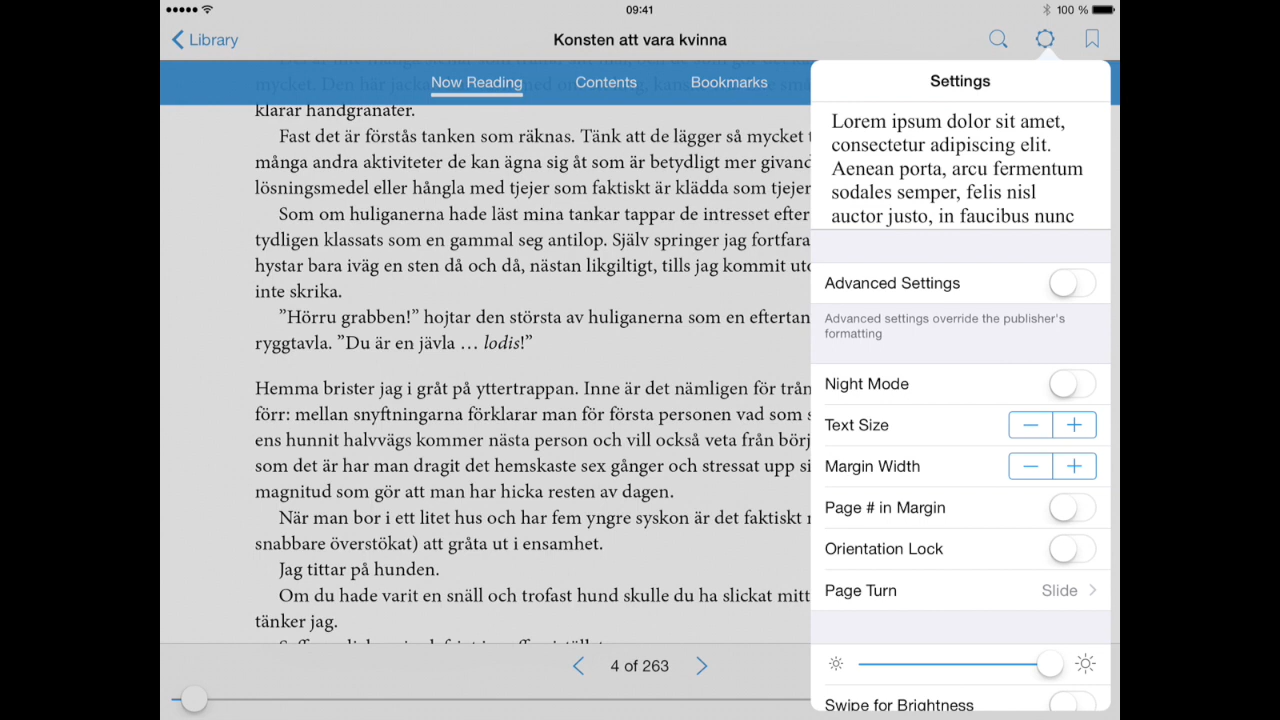 09:41
100 %
Library
Konsten att vara kvinna
Now Reading
Contents
Bookmarks
klarar handgranater.
Fast det är förstås tanken som räknas. Tänk att de lägger så mycket
många andra aktiviteter de kan ägna sig åt som är betydligt mer givand
lösningsmedel eller hångla med tjejer som faktiskt är klädda som tjejer
Som om huliganerna hade läst mina tankar tappar de intresset efter
tydligen klassats som en gammal seg antilop. Själv springer jag fortfara
hystar bara iväg en sten då och då, nästan likgiltigt, tills jag kommit uto
inte skrika.
”Hörru grabben!” hojtar den största av huliganerna som en eftertan
ryggtavla. ”Du är en jävla … lodis!”
Hemma brister jag i gråt på yttertrappan. Inne är det nämligen för trån
förr: mellan snyftningarna förklarar man för första personen vad som s
ens hunnit halvvägs kommer nästa person och vill också veta från börj
som det är har man dragit det hemskaste sex gånger och stressat upp si
magnitud som gör att man har hicka resten av dagen.
När man bor i ett litet hus och har fem yngre syskon är det faktiskt
snabbare överstökat) att gråta ut i ensamhet.
Jag tittar på hunden.
Om du hade varit en snäll och trofast hund skulle du ha slickat mitt
tänker jag.
4 of 263
Settings
Lorem ipsum dolor sit amet,
consectetur adipiscing elit.
Aenean porta, arcu fermentum
sodales semper, felis nisl
auctor justo, in faucibus nunc
Advanced Settings
Advanced settings override the publisher's
formatting
Night Mode
Text Size
Margin Width
Page # in Margin
Orientation Lock
Page Turn
Slide
Swipe for Brightness